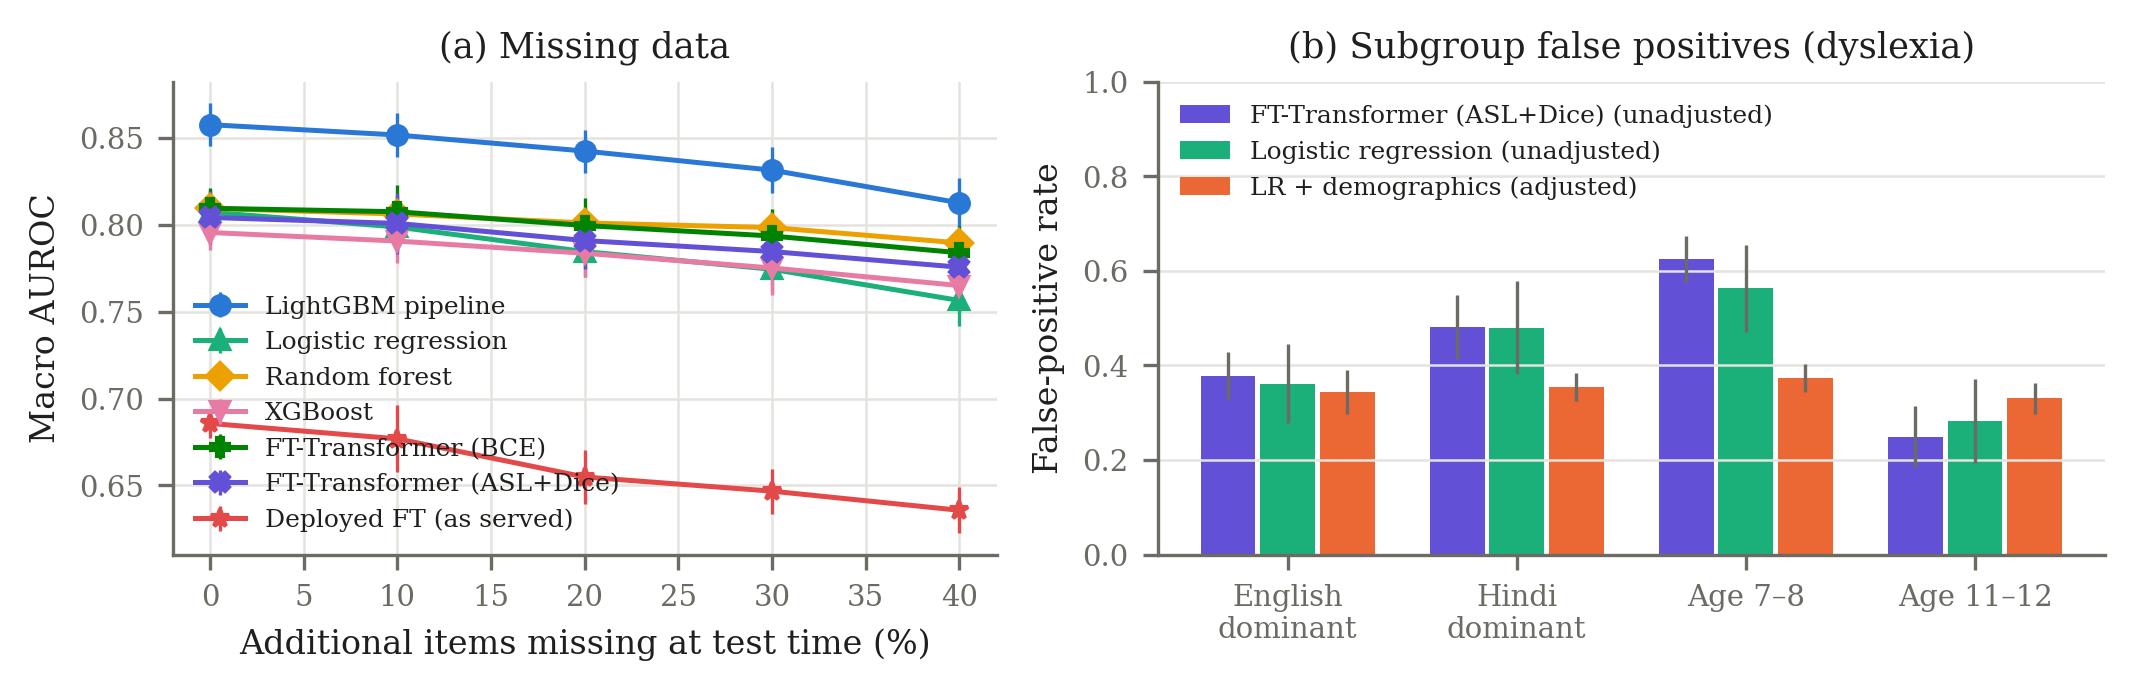 (a) Missing data
Macro AUROC
0.85
0.80
0.75
0.70
0.65
LightGBM pipeline
Logistic regression
Random forest
XGBoost
FT-Transformer (BCE)
FT-Transformer (ASL+Dice)
Deployed FT (as served)
0 5 10 15 20 25 30 35 40
Additional items missing at test time (%)
(b) Subgroup false positives (dyslexia)
False-positive rate
1.0
0.8
0.6
0.4
0.2
0.0
FT-Transformer (ASL+Dice) (unadjusted)
Logistic regression (unadjusted)
LR + demographics (adjusted)
English
dominant
Hindi
dominant
Age 7–8
Age 11–12